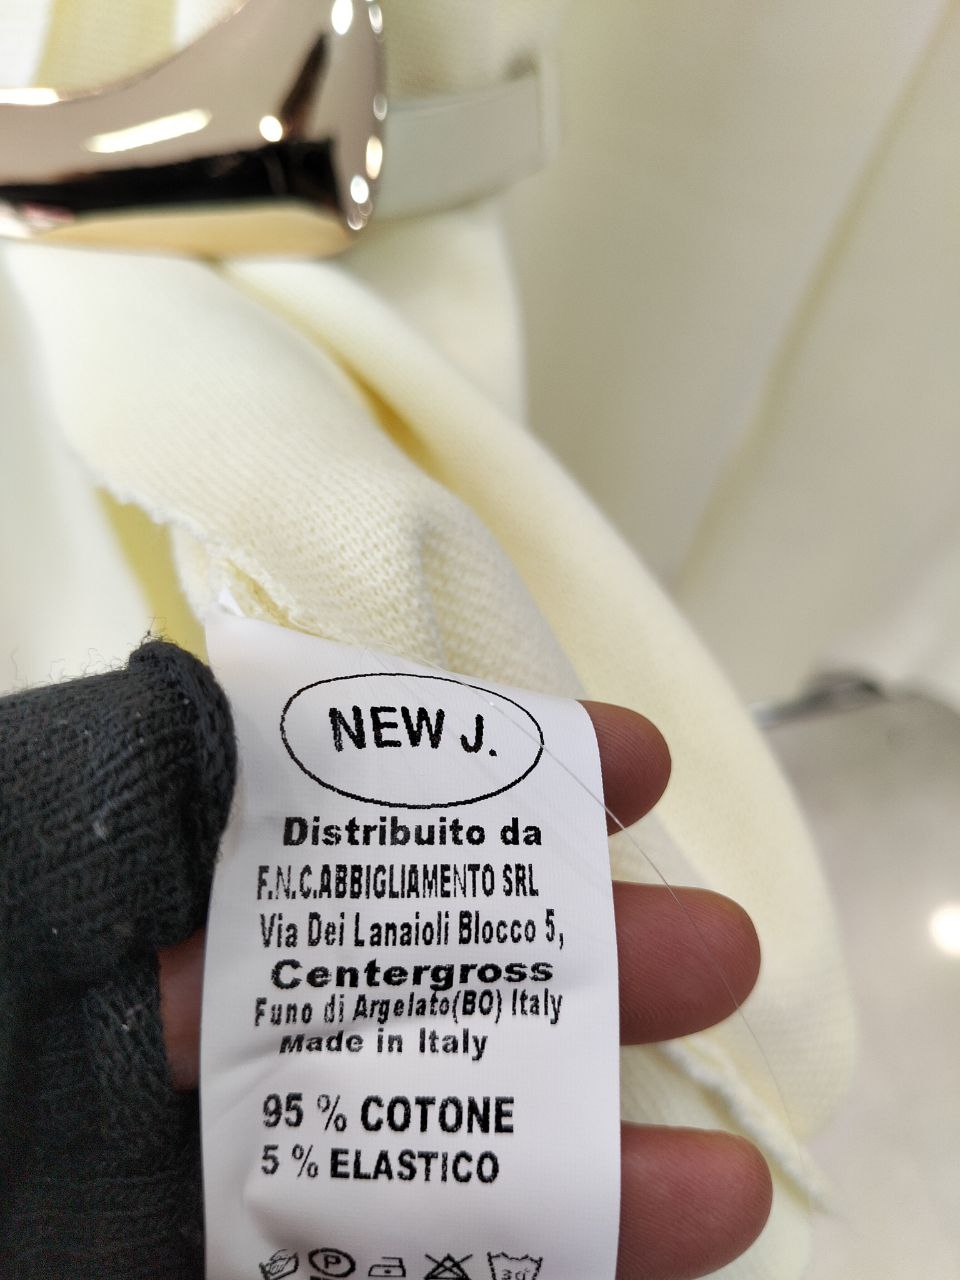 NEW J.
Distribuito da
F.N.C.ABBIGLIAMENTO SRL
Via Dei Lanaioli Blocco 5,
Centergross
Funo di Argelato(BO) Italy
Made in Italy
95 % COTONE
5 % ELASTICO
P 30°